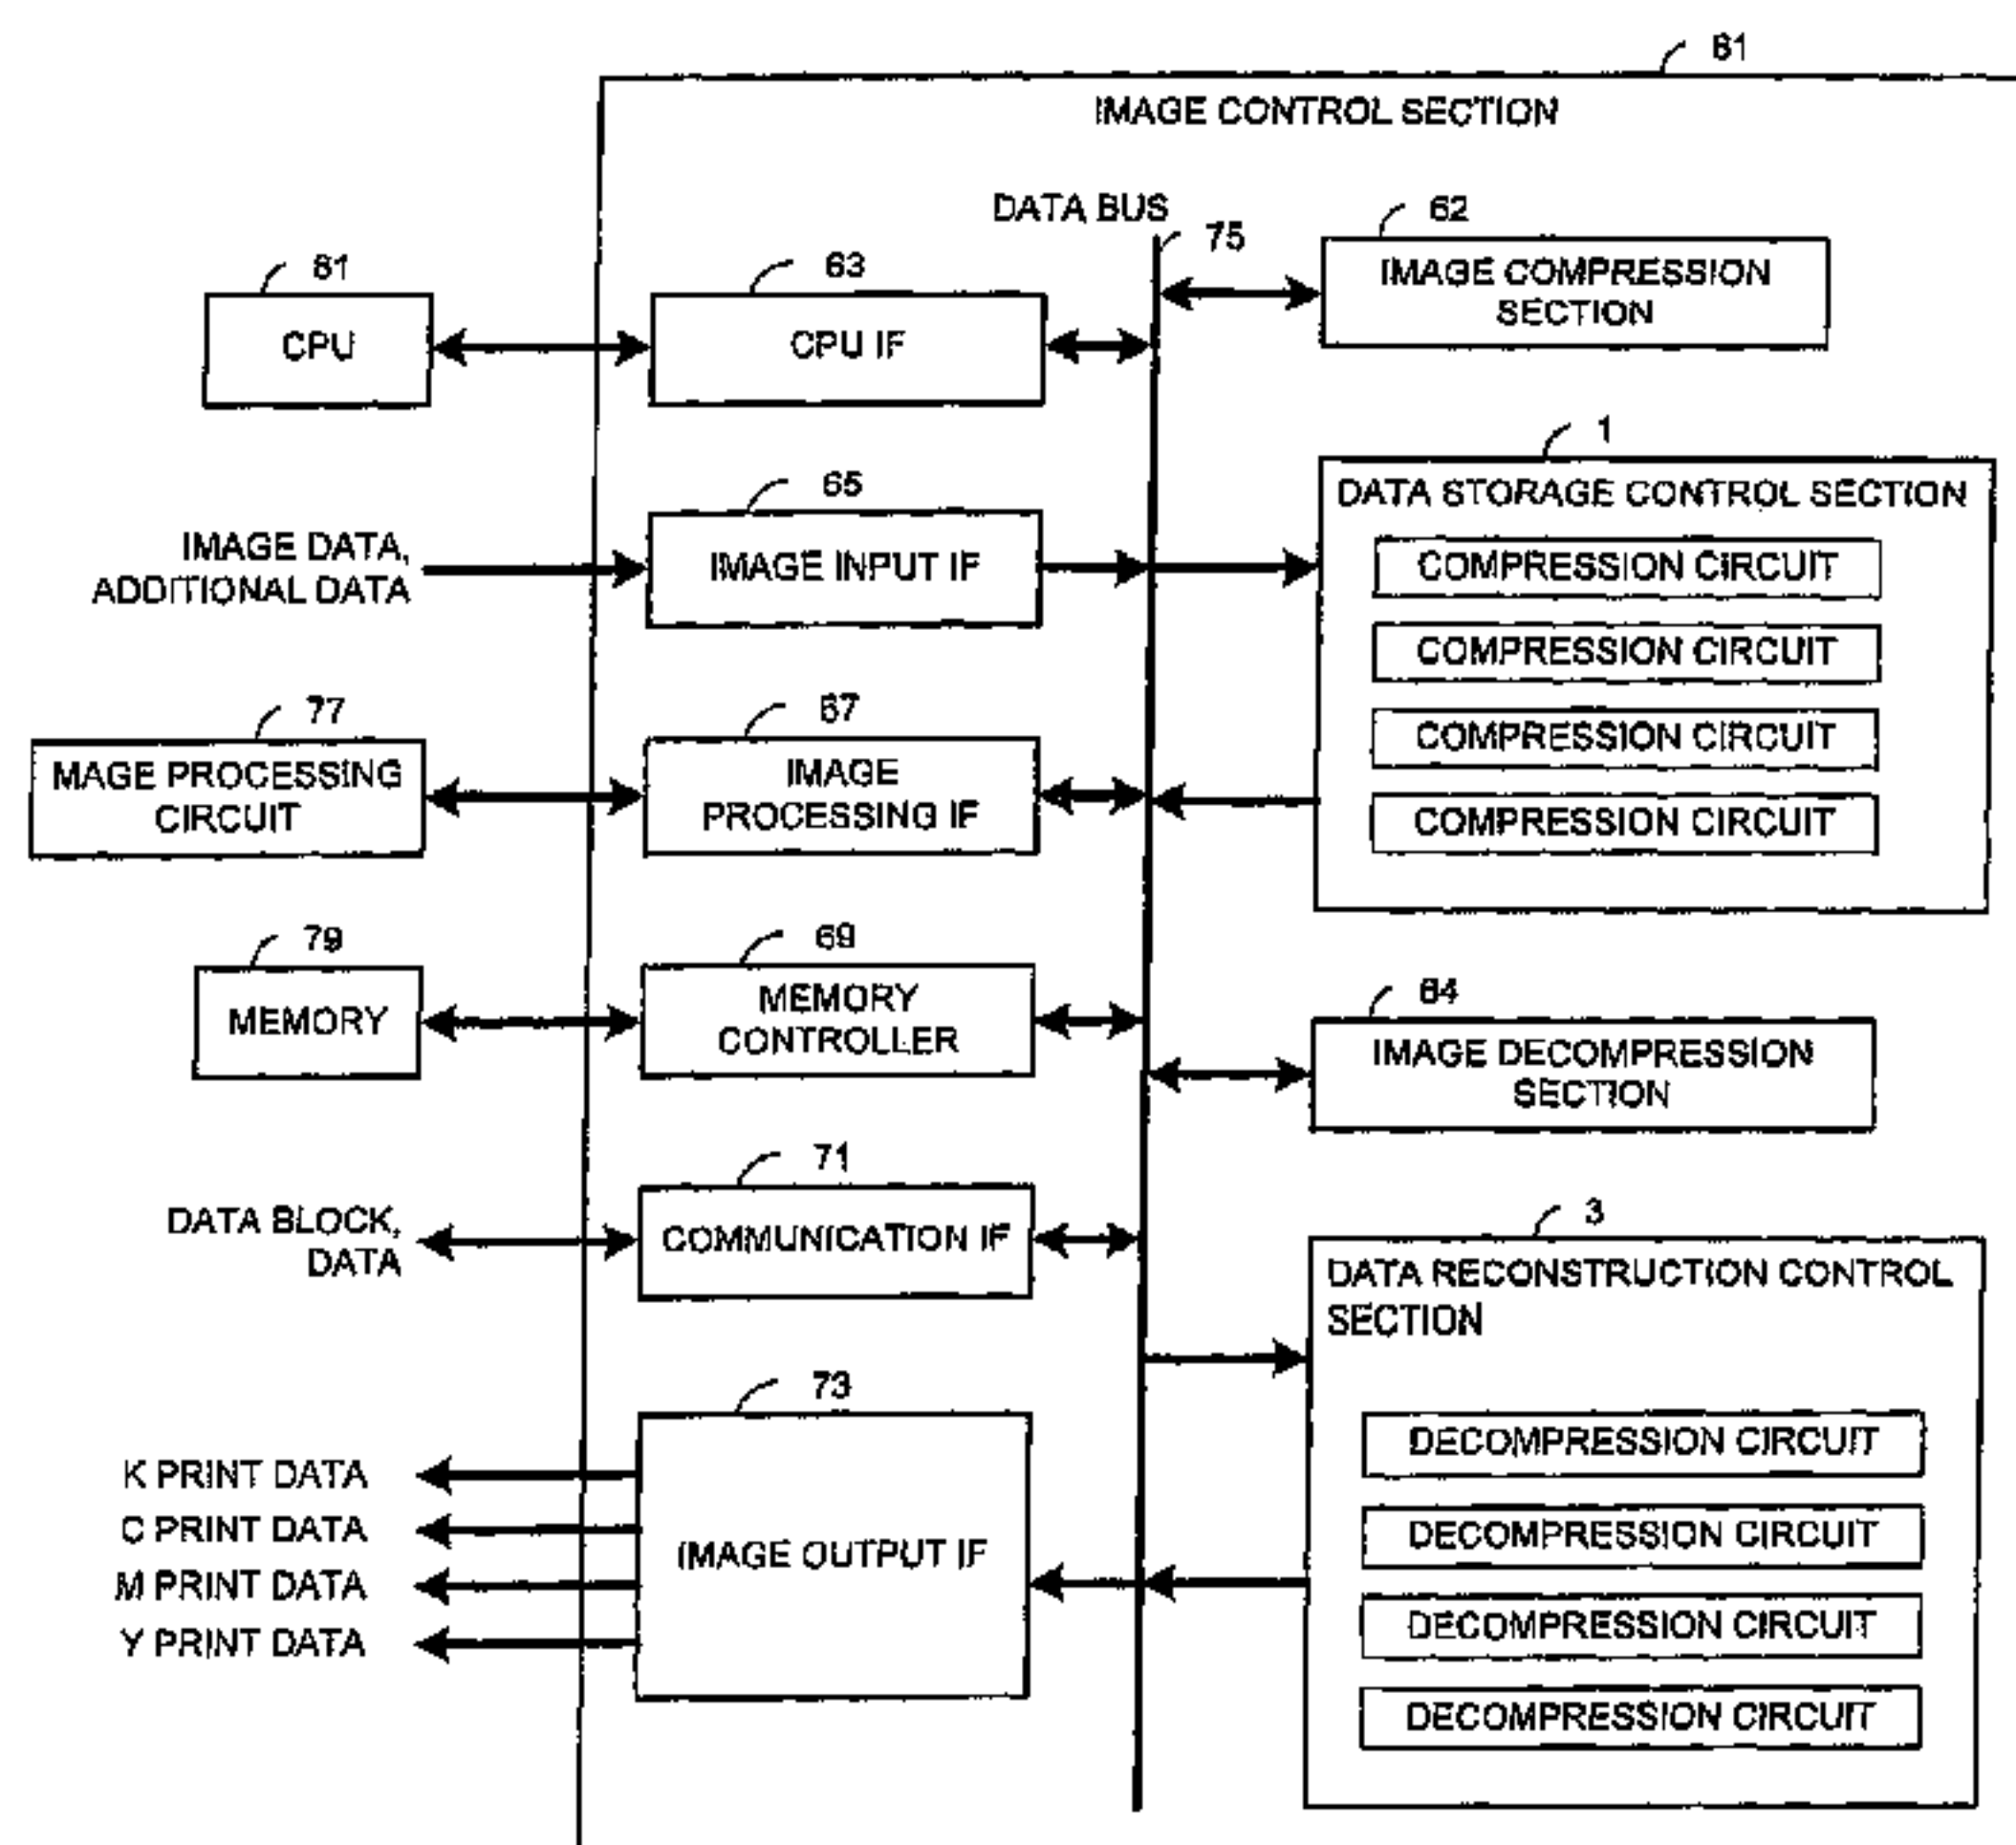 61
IMAGE CONTROL SECTION
DATA BUS
75
62
IMAGE COMPRESSION
SECTION
61
CPU
63
CPU IF
1
DATA STORAGE CONTROL SECTION
COMPRESSION CIRCUIT
COMPRESSION CIRCUIT
COMPRESSION CIRCUIT
COMPRESSION CIRCUIT
IMAGE DATA,
ADDITIONAL DATA
65
IMAGE INPUT IF
77
MAGE PROCESSING
CIRCUIT
67
IMAGE
PROCESSING IF
79
MEMORY
69
MEMORY
CONTROLLER
64
IMAGE DECOMPRESSION
SECTION
DATA BLOCK,
DATA
71
COMMUNICATION IF
3
DATA RECONSTRUCTION CONTROL
SECTION
DECOMPRESSION CIRCUIT
DECOMPRESSION CIRCUIT
DECOMPRESSION CIRCUIT
DECOMPRESSION CIRCUIT
73
IMAGE OUTPUT IF
K PRINT DATA
C PRINT DATA
M PRINT DATA
Y PRINT DATA